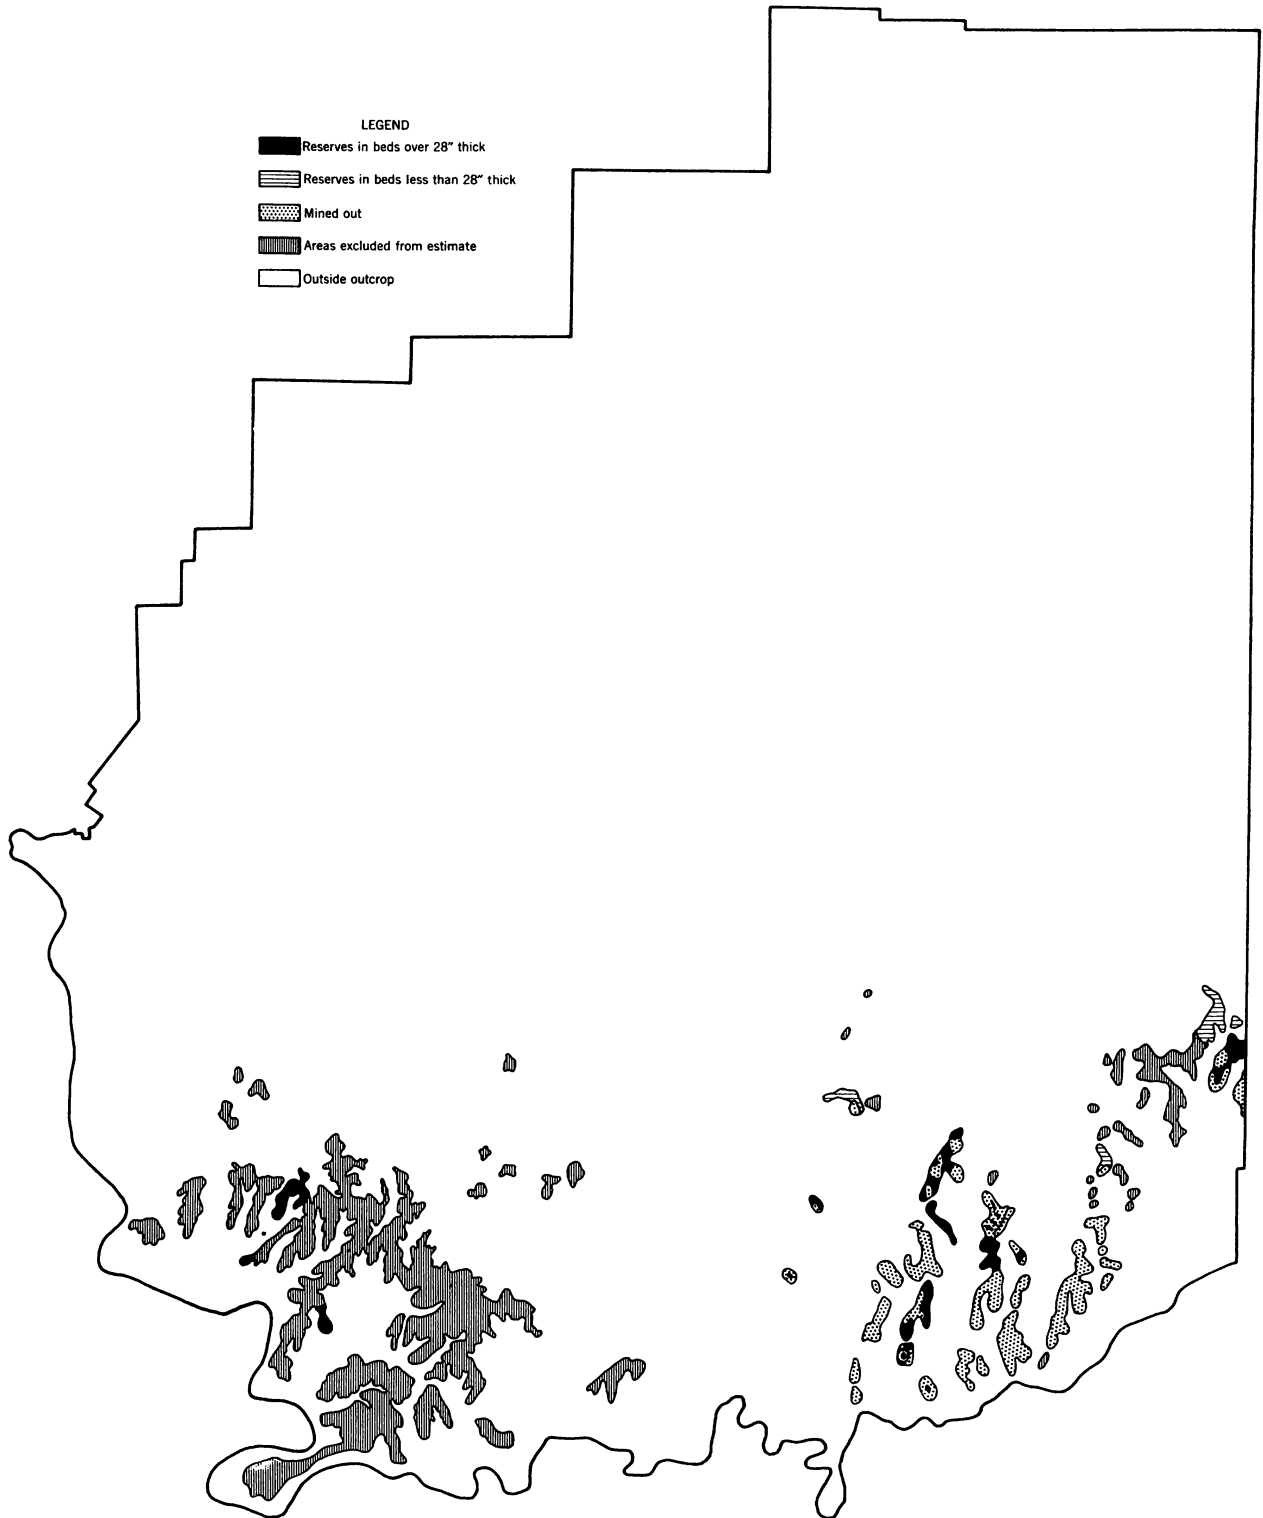 LEGEND
Reserves in beds over 28″ thick
Reserves in beds less than 28″ thick
Mined out
Areas excluded from estimate
Outside outcrop